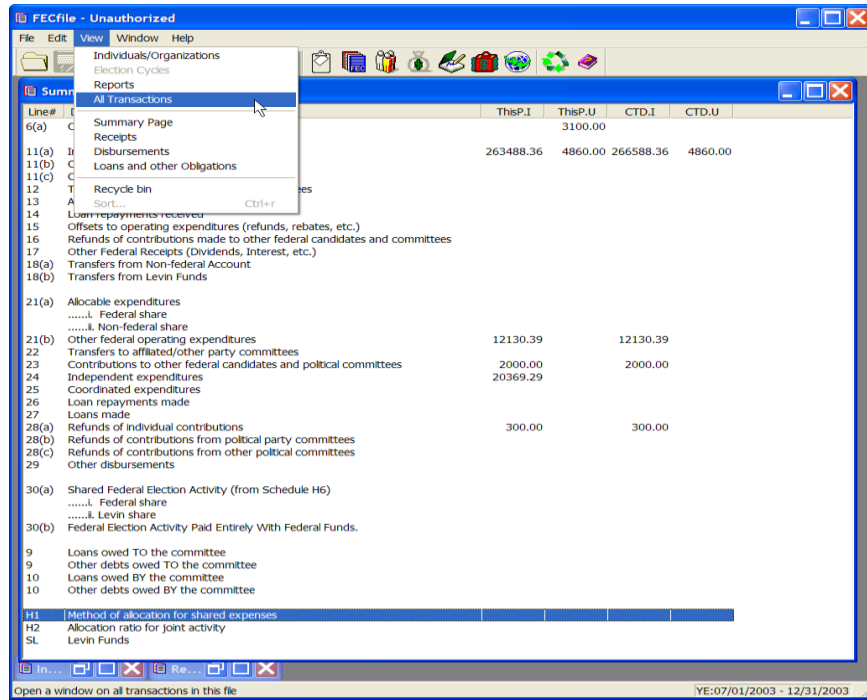 FECfile - Unauthorized
File Edit View Window Help
Individuals/Organizations
Election Cycles
Reports
All Transactions
Summary Page
Receipts
Disbursements
Loans and other Obligations
Recycle bin
Sort... Ctrl+r
FEC
Line# ThisP.I ThisP.U CTD.I CTD.U
6(a) 3100.00
11(a) 263488.36 4860.00 266588.36 4860.00
11(b)
11(c)
12
13
14 Loan repayments received
15 Offsets to operating expenditures (refunds, rebates, etc.)
16 Refunds of contributions made to other federal candidates and committees
17 Other Federal Receipts (Dividends, Interest, etc.)
18(a) Transfers from Non-federal Account
18(b) Transfers from Levin Funds
21(a) Allocable expenditures
......i. Federal share
......ii. Non-federal share
21(b) Other federal operating expenditures 12130.39 12130.39
22 Transfers to affiliated/other party committees
23 Contributions to other federal candidates and political committees 2000.00 2000.00
24 Independent expenditures 20369.29
25 Coordinated expenditures
26 Loan repayments made
27 Loans made
28(a) Refunds of individual contributions 300.00 300.00
28(b) Refunds of contributions from political party committees
28(c) Refunds of contributions from other political committees
29 Other disbursements
30(a) Shared Federal Election Activity (from Schedule H6)
......i. Federal share
......ii. Levin share
30(b) Federal Election Activity Paid Entirely With Federal Funds.
9 Loans owed TO the committee
9 Other debts owed TO the committee
10 Loans owed BY the committee
10 Other debts owed BY the committee
H1 Method of allocation for shared expenses
H2 Allocation ratio for joint activity
SL Levin Funds
In... Re...
Open a window on all transactions in this file YE:07/01/2003 - 12/31/2003